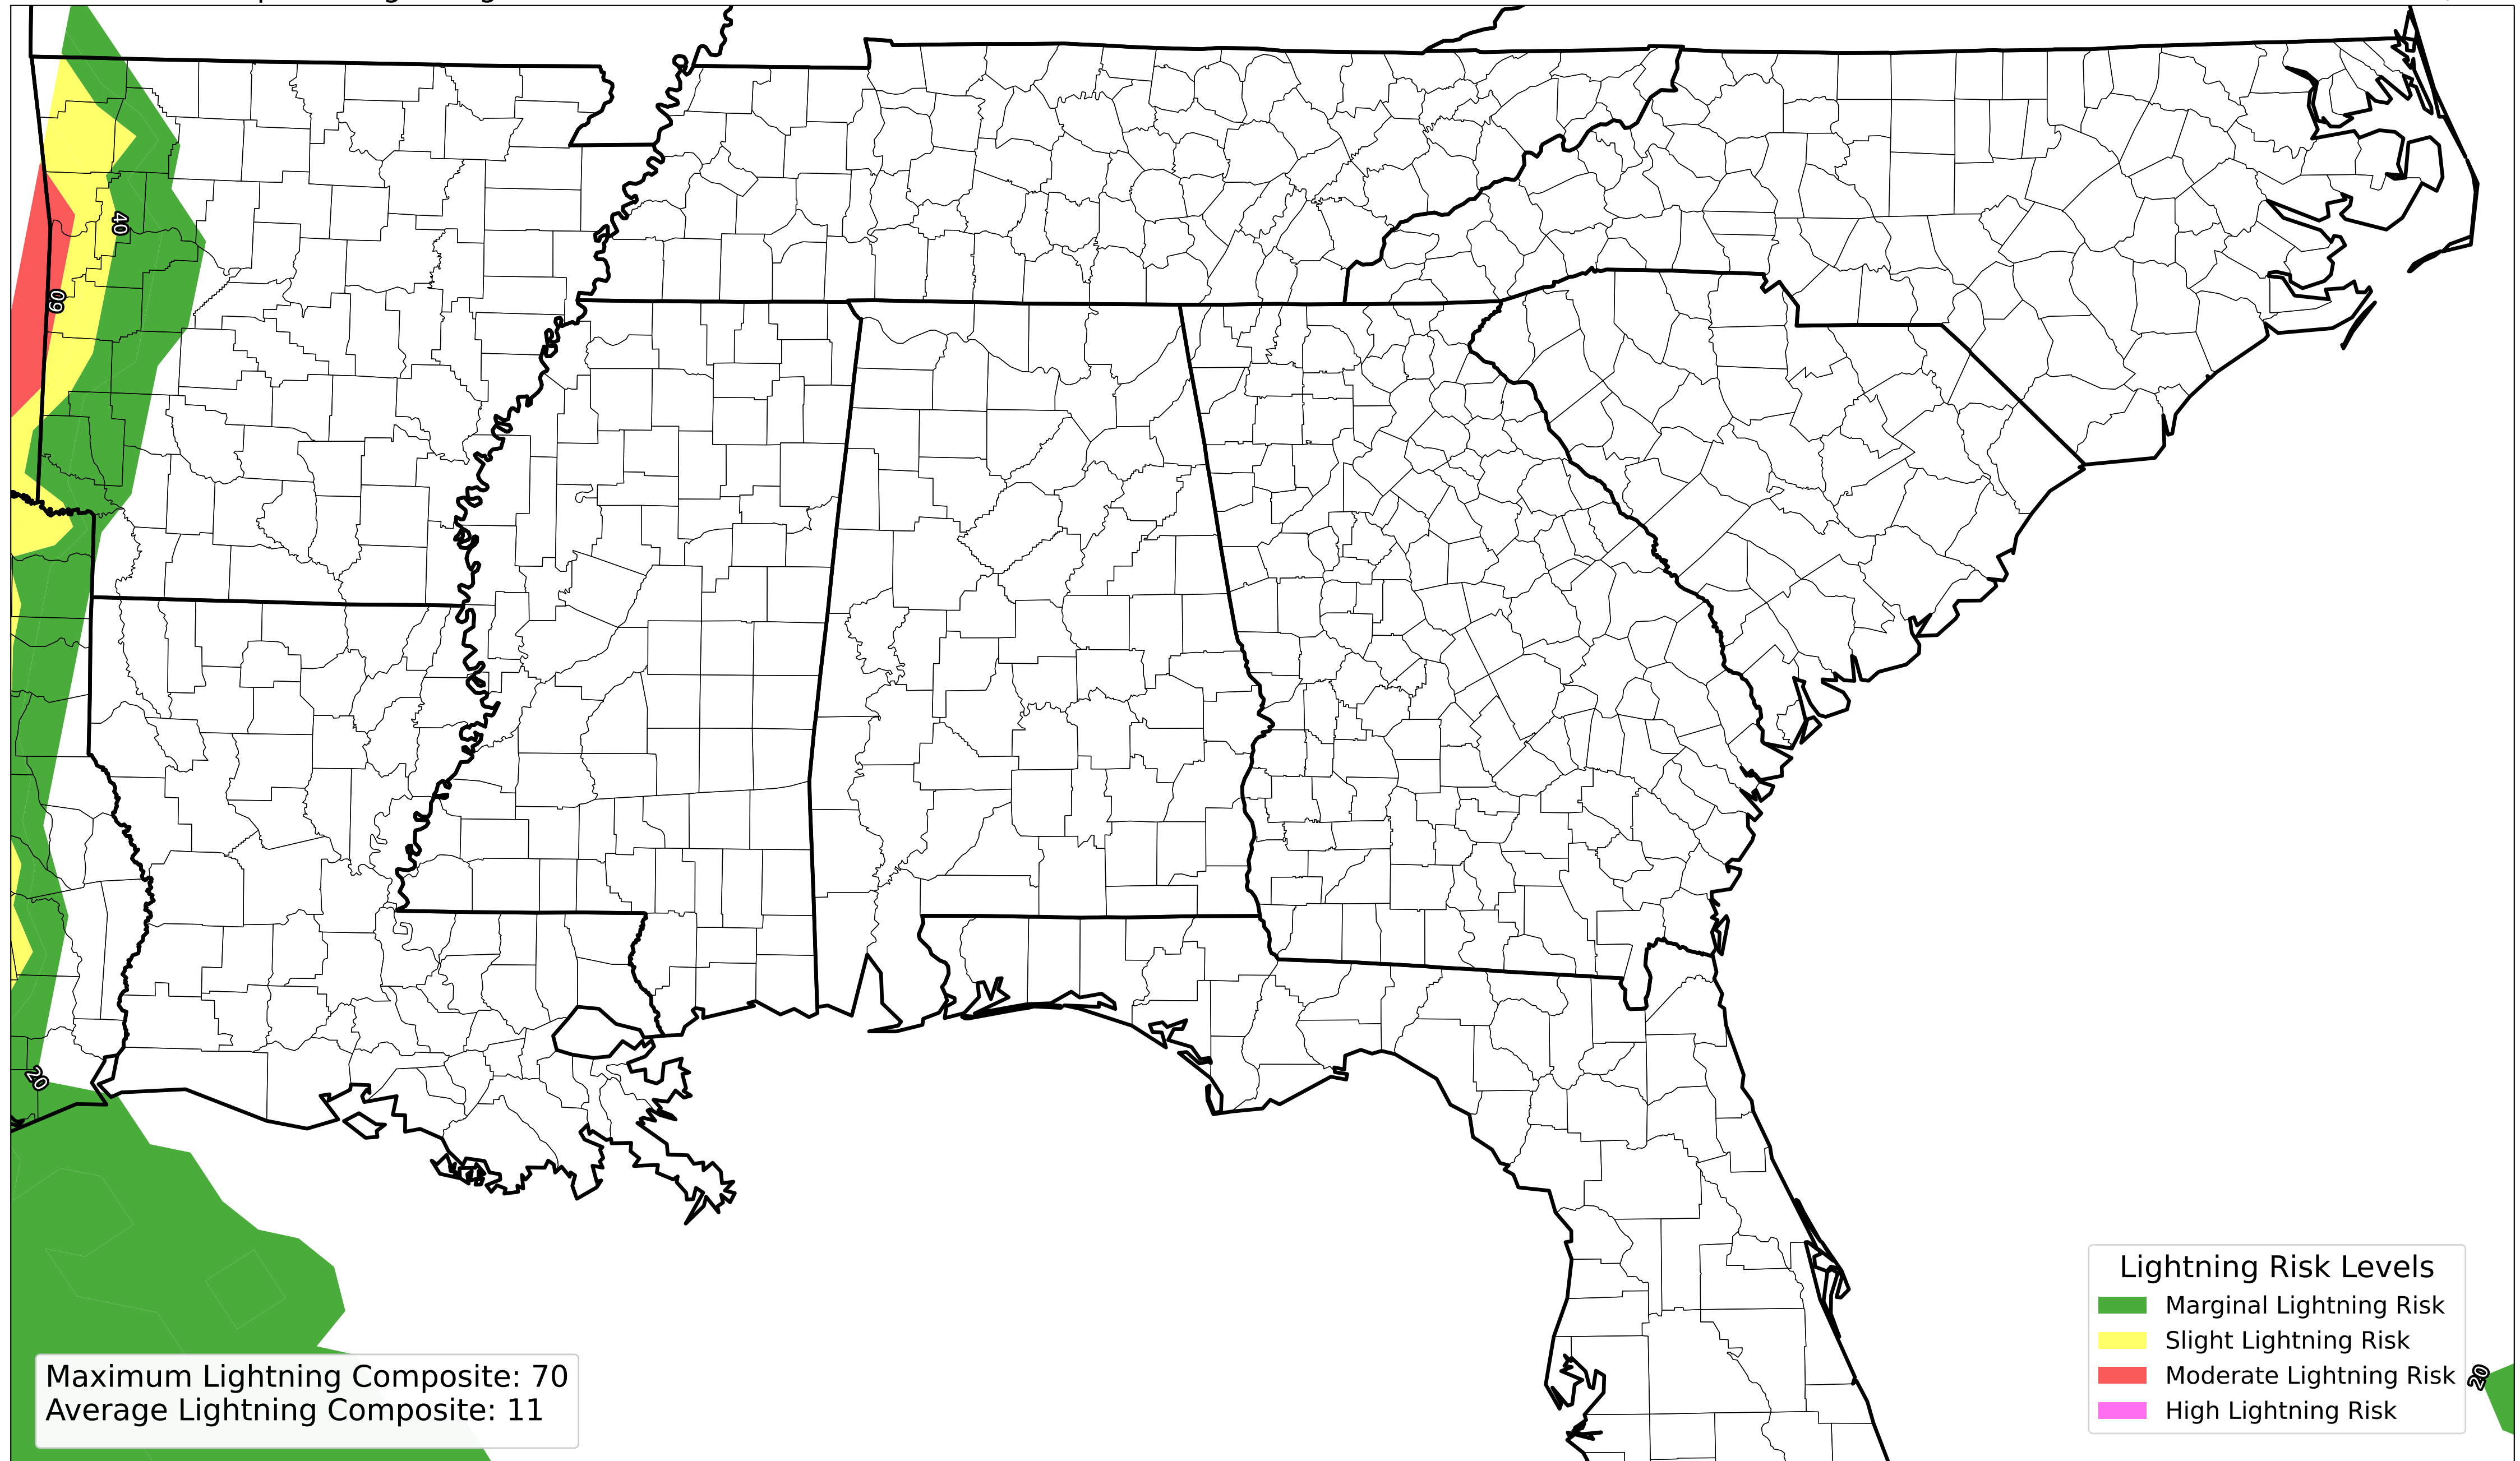 40
60
20
Lightning Risk Levels
Marginal Lightning Risk
Slight Lightning Risk
Moderate Lightning Risk
High Lightning Risk
20
Maximum Lightning Composite: 70
Average Lightning Composite: 11